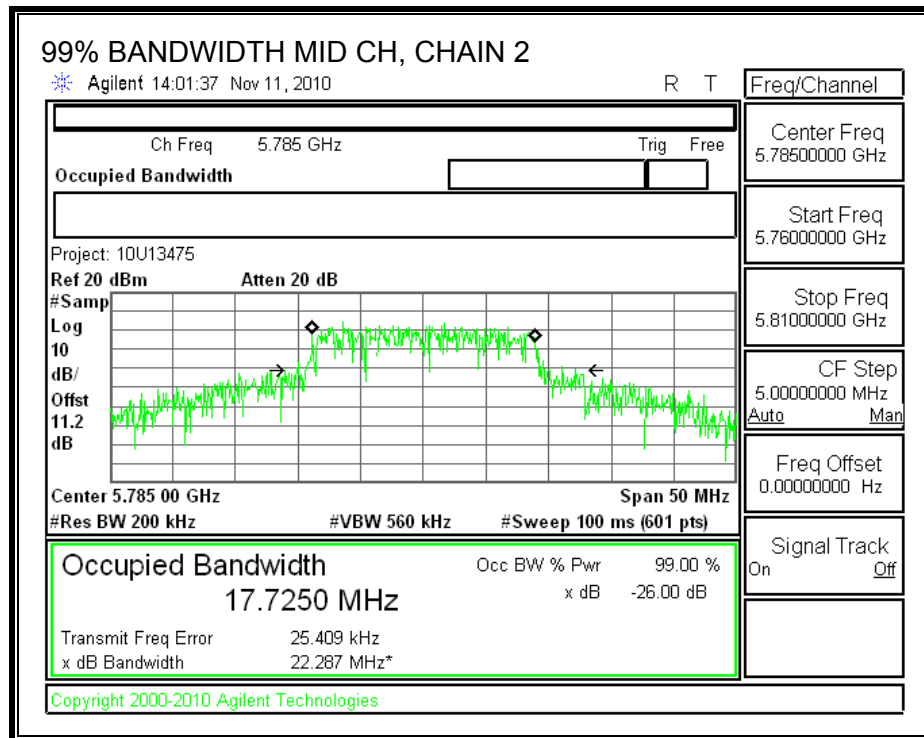 99% BANDWIDTH MID CH, CHAIN 2
Agilent 14:01:37 Nov 11, 2010 R T
Freq/Channel
Ch Freq 5.785 GHz Trig Free
Occupied Bandwidth
Center Freq
5.78500000 GHz
Start Freq
5.76000000 GHz
Stop Freq
5.81000000 GHz
CF Step
5.00000000 MHz
Auto Man
Freq Offset
0.00000000 Hz
Signal Track
On Off
Project: 10U13475
Ref 20 dBm Atten 20 dB
#Samp
Log
10
dB/
Offst
11.2
dB
Center 5.785 00 GHz Span 50 MHz
#Res BW 200 kHz #VBW 560 kHz #Sweep 100 ms (601 pts)
Occupied Bandwidth Occ BW % Pwr 99.00 %
17.7250 MHz x dB -26.00 dB
Transmit Freq Error 25.409 kHz
x dB Bandwidth 22.287 MHz*
Copyright 2000-2010 Agilent Technologies